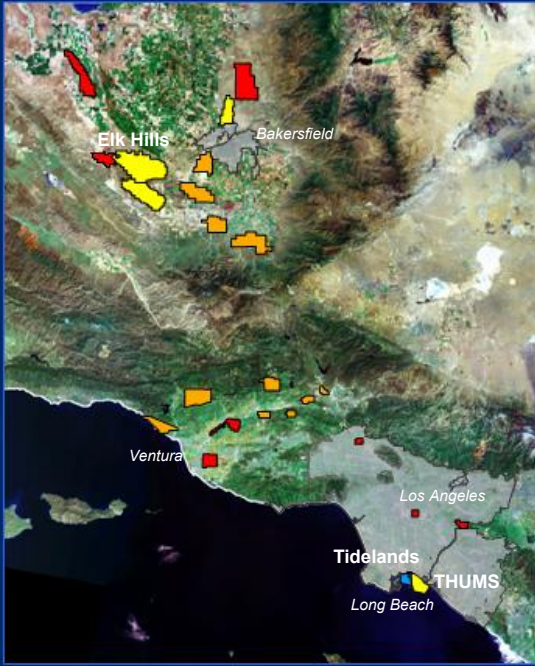 Elk Hills
Bakersfield
Ventura
Los Angeles
Tidelands
THUMS
Long Beach